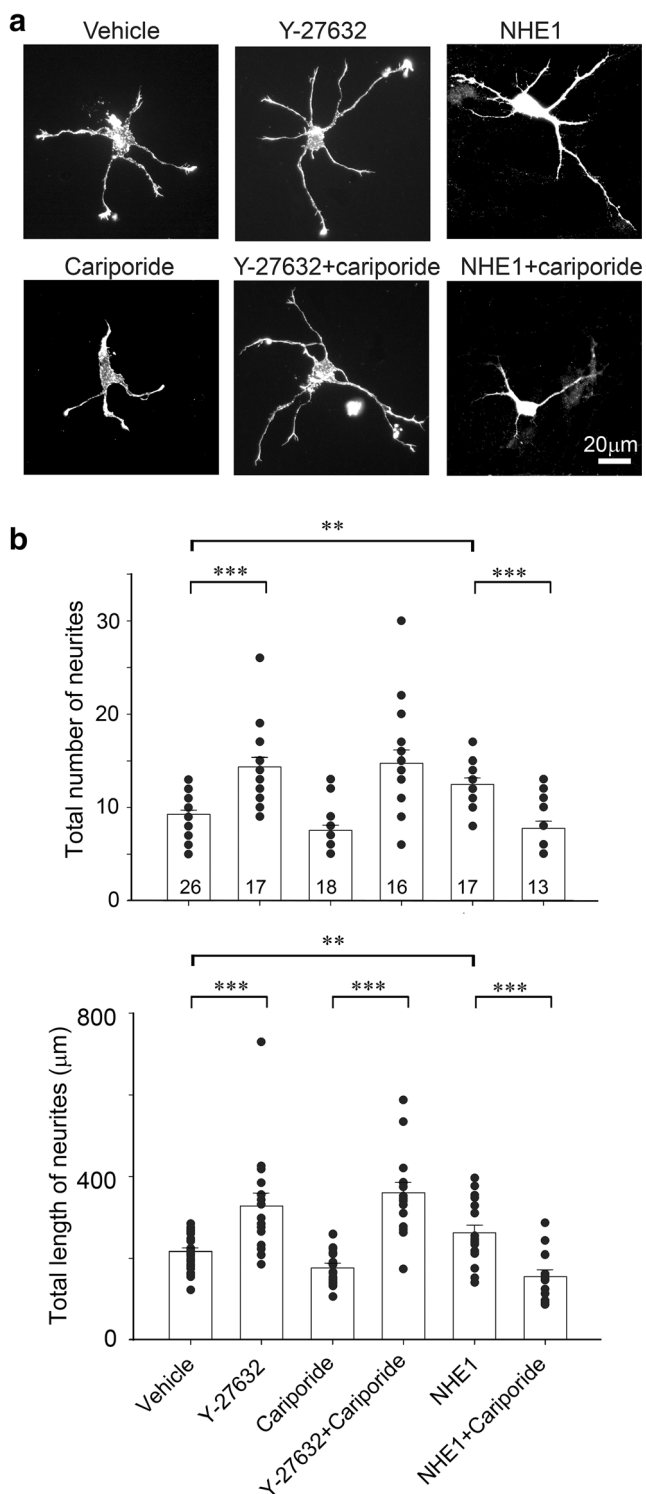 a
Vehicle Y-27632 NHE1
Cariporide Y-27632+cariporide NHE1+cariporide
20μm
b
**
*** ***
Total number of neurites
30
20
10
0
26 17 18 16 17 13
**
*** *** ***
Total length of neurites (μm)
800
400
0
Vehicle
Y-27632
Cariporide
Y-27632+Cariporide
NHE1
NHE1+Cariporide